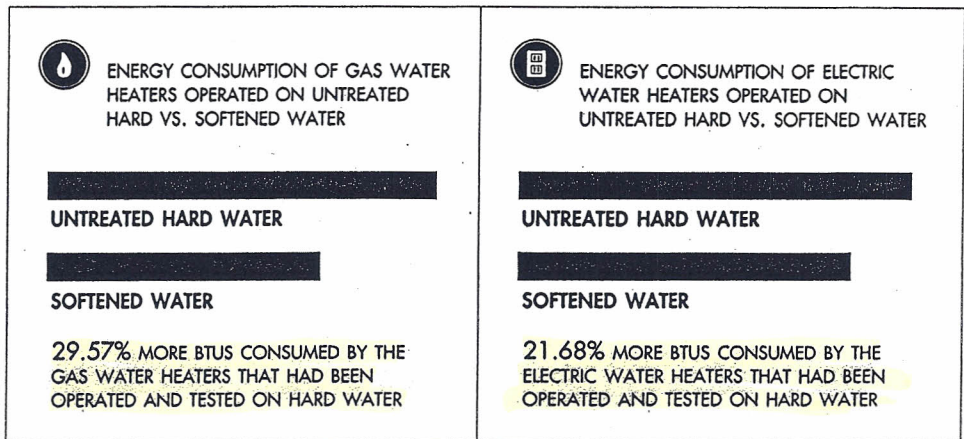 ENERGY CONSUMPTION OF GAS WATER
HEATERS OPERATED ON UNTREATED
HARD VS. SOFTENED WATER
UNTREATED HARD WATER
SOFTENED WATER
29.57% MORE BTUS CONSUMED BY THE
GAS WATER HEATERS THAT HAD BEEN
OPERATED AND TESTED ON HARD WATER
ENERGY CONSUMPTION OF ELECTRIC
WATER HEATERS OPERATED ON
UNTREATED HARD VS. SOFTENED WATER
UNTREATED HARD WATER
SOFTENED WATER
21.68% MORE BTUS CONSUMED BY THE
ELECTRIC WATER HEATERS THAT HAD BEEN
OPERATED AND TESTED ON HARD WATER